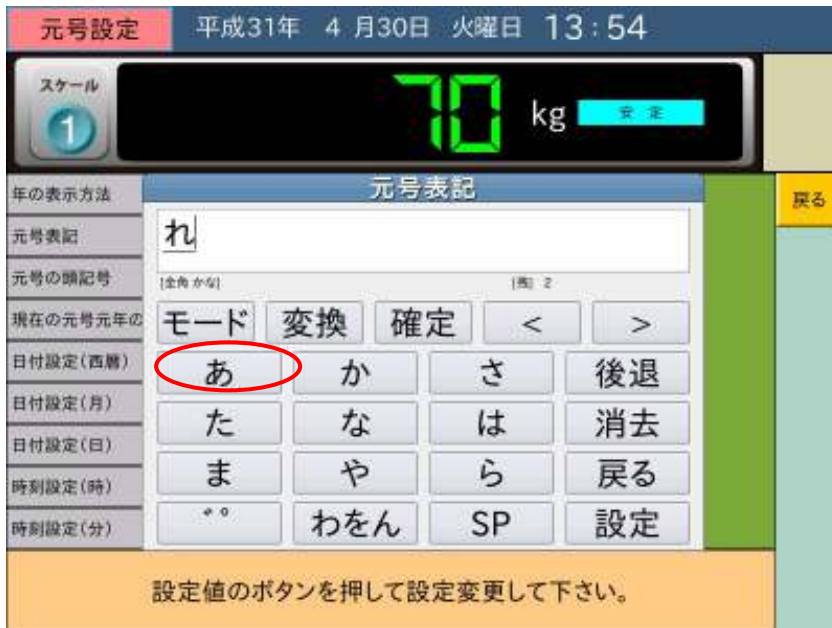 元号設定 平成31年 4月30日 火曜日 13:54
スケール
1
70 kg 安定
元号表記
戻る
年の表示方法
元号表記
元号の頭記号
現在の元号元年の
日付設定(西暦)
日付設定(月)
日付設定(日)
時刻設定(時)
時刻設定(分)
れ
[全角かな] [残] 2
モード 変換 確定 < >
あ か さ 後退
た な は 消去
ま や ら 戻る
゛゜ わをん SP 設定
設定値のボタンを押して設定変更して下さい。